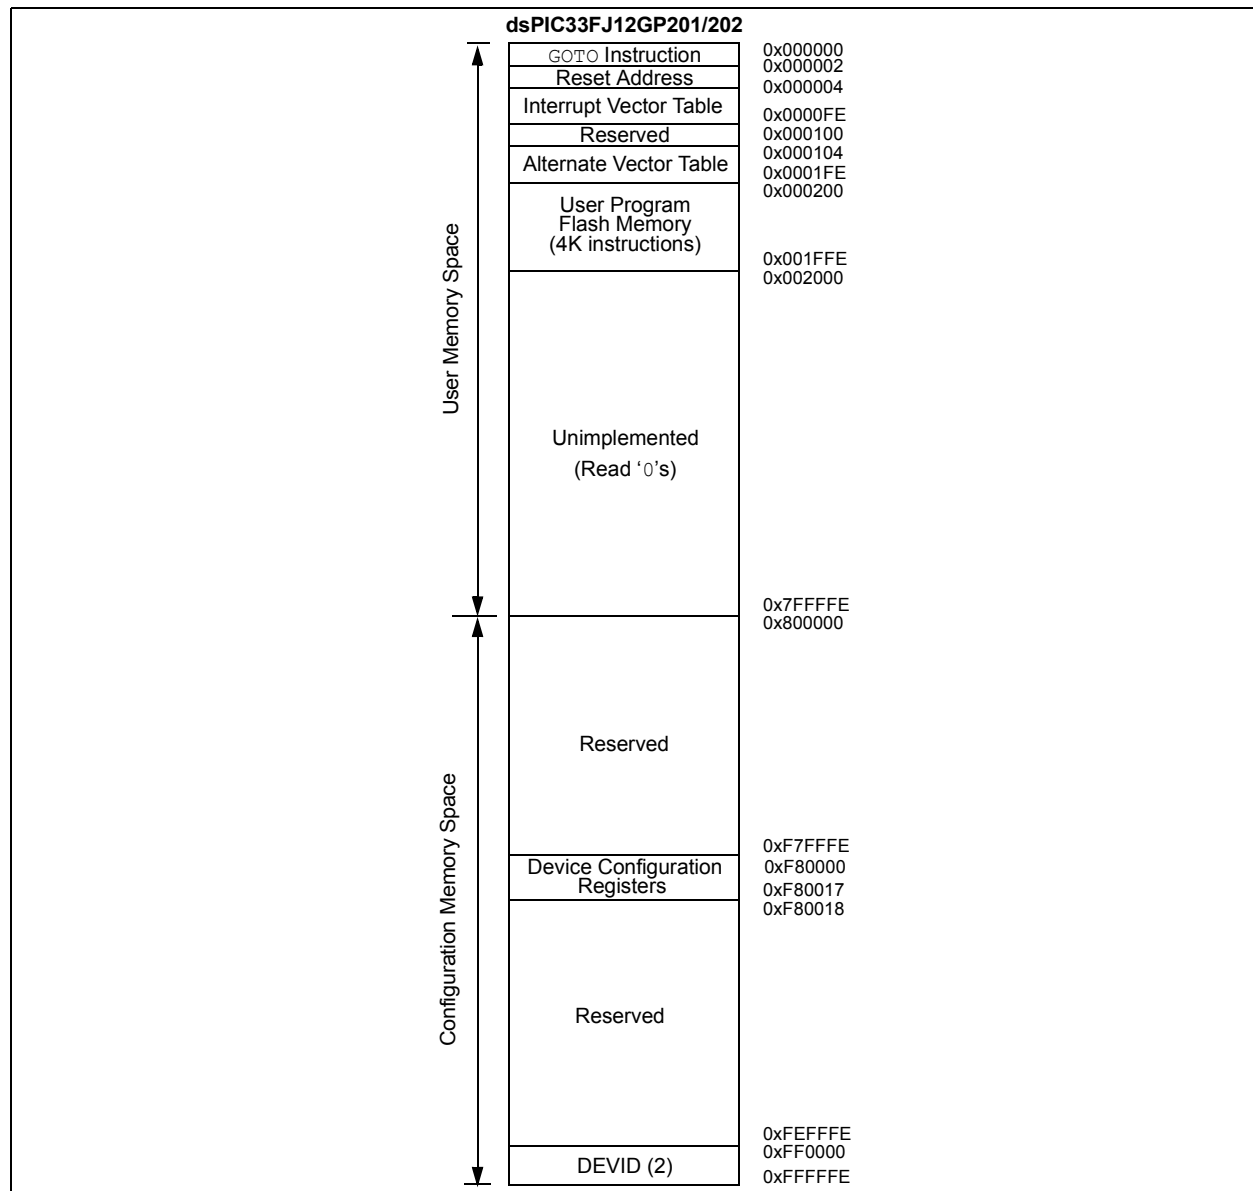 dsPIC33FJ12GP201/202
GOTO Instruction
0x000000
0x000002
Reset Address
0x000004
Interrupt Vector Table
0x0000FE
Reserved
0x000100
0x000104
Alternate Vector Table
0x0001FE
0x000200
User Program
Flash Memory
(4K instructions)
0x001FFE
0x002000
User Memory Space
Unimplemented
(Read ‘0’s)
0x7FFFFE
0x800000
Reserved
Configuration Memory Space
0xF7FFFE
Device Configuration
Registers
0xF80000
0xF80017
0xF80018
Reserved
0xFEFFFE
0xFF0000
DEVID (2)
0xFFFFFE